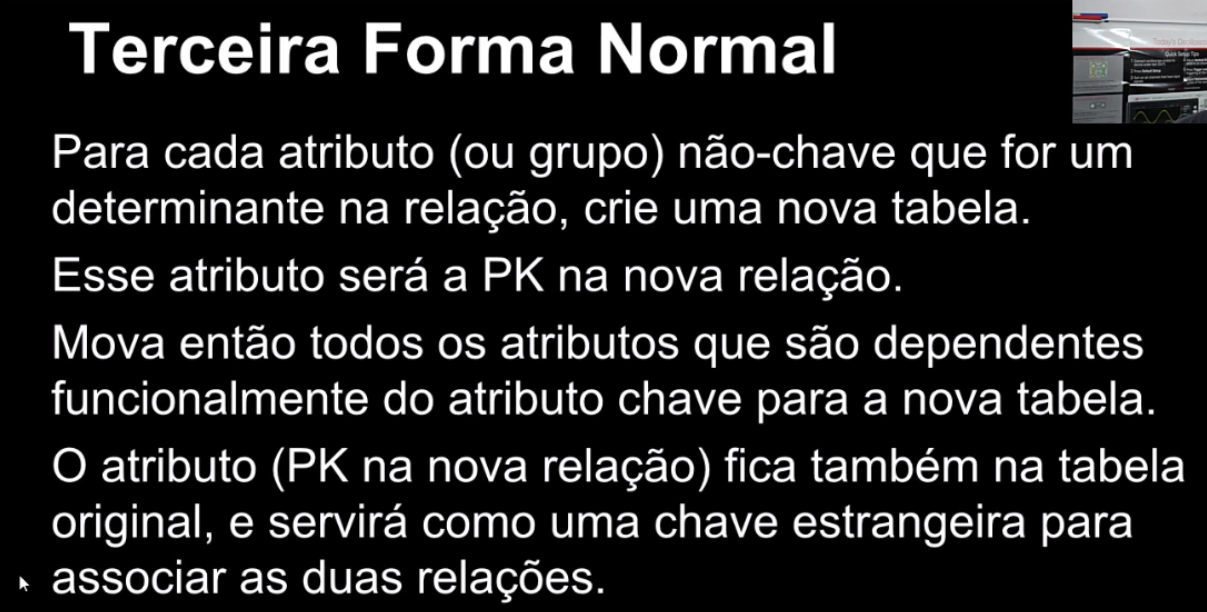 Terceira Forma Normal
Para cada atributo (ou grupo) não-chave que for um
determinante na relação, crie uma nova tabela.
Esse atributo será a PK na nova relação.
Mova então todos os atributos que são dependentes
funcionalmente do atributo chave para a nova tabela.
O atributo (PK na nova relação) fica também na tabela
original, e servirá como uma chave estrangeira para
associar as duas relações.
Quick Setup Tips